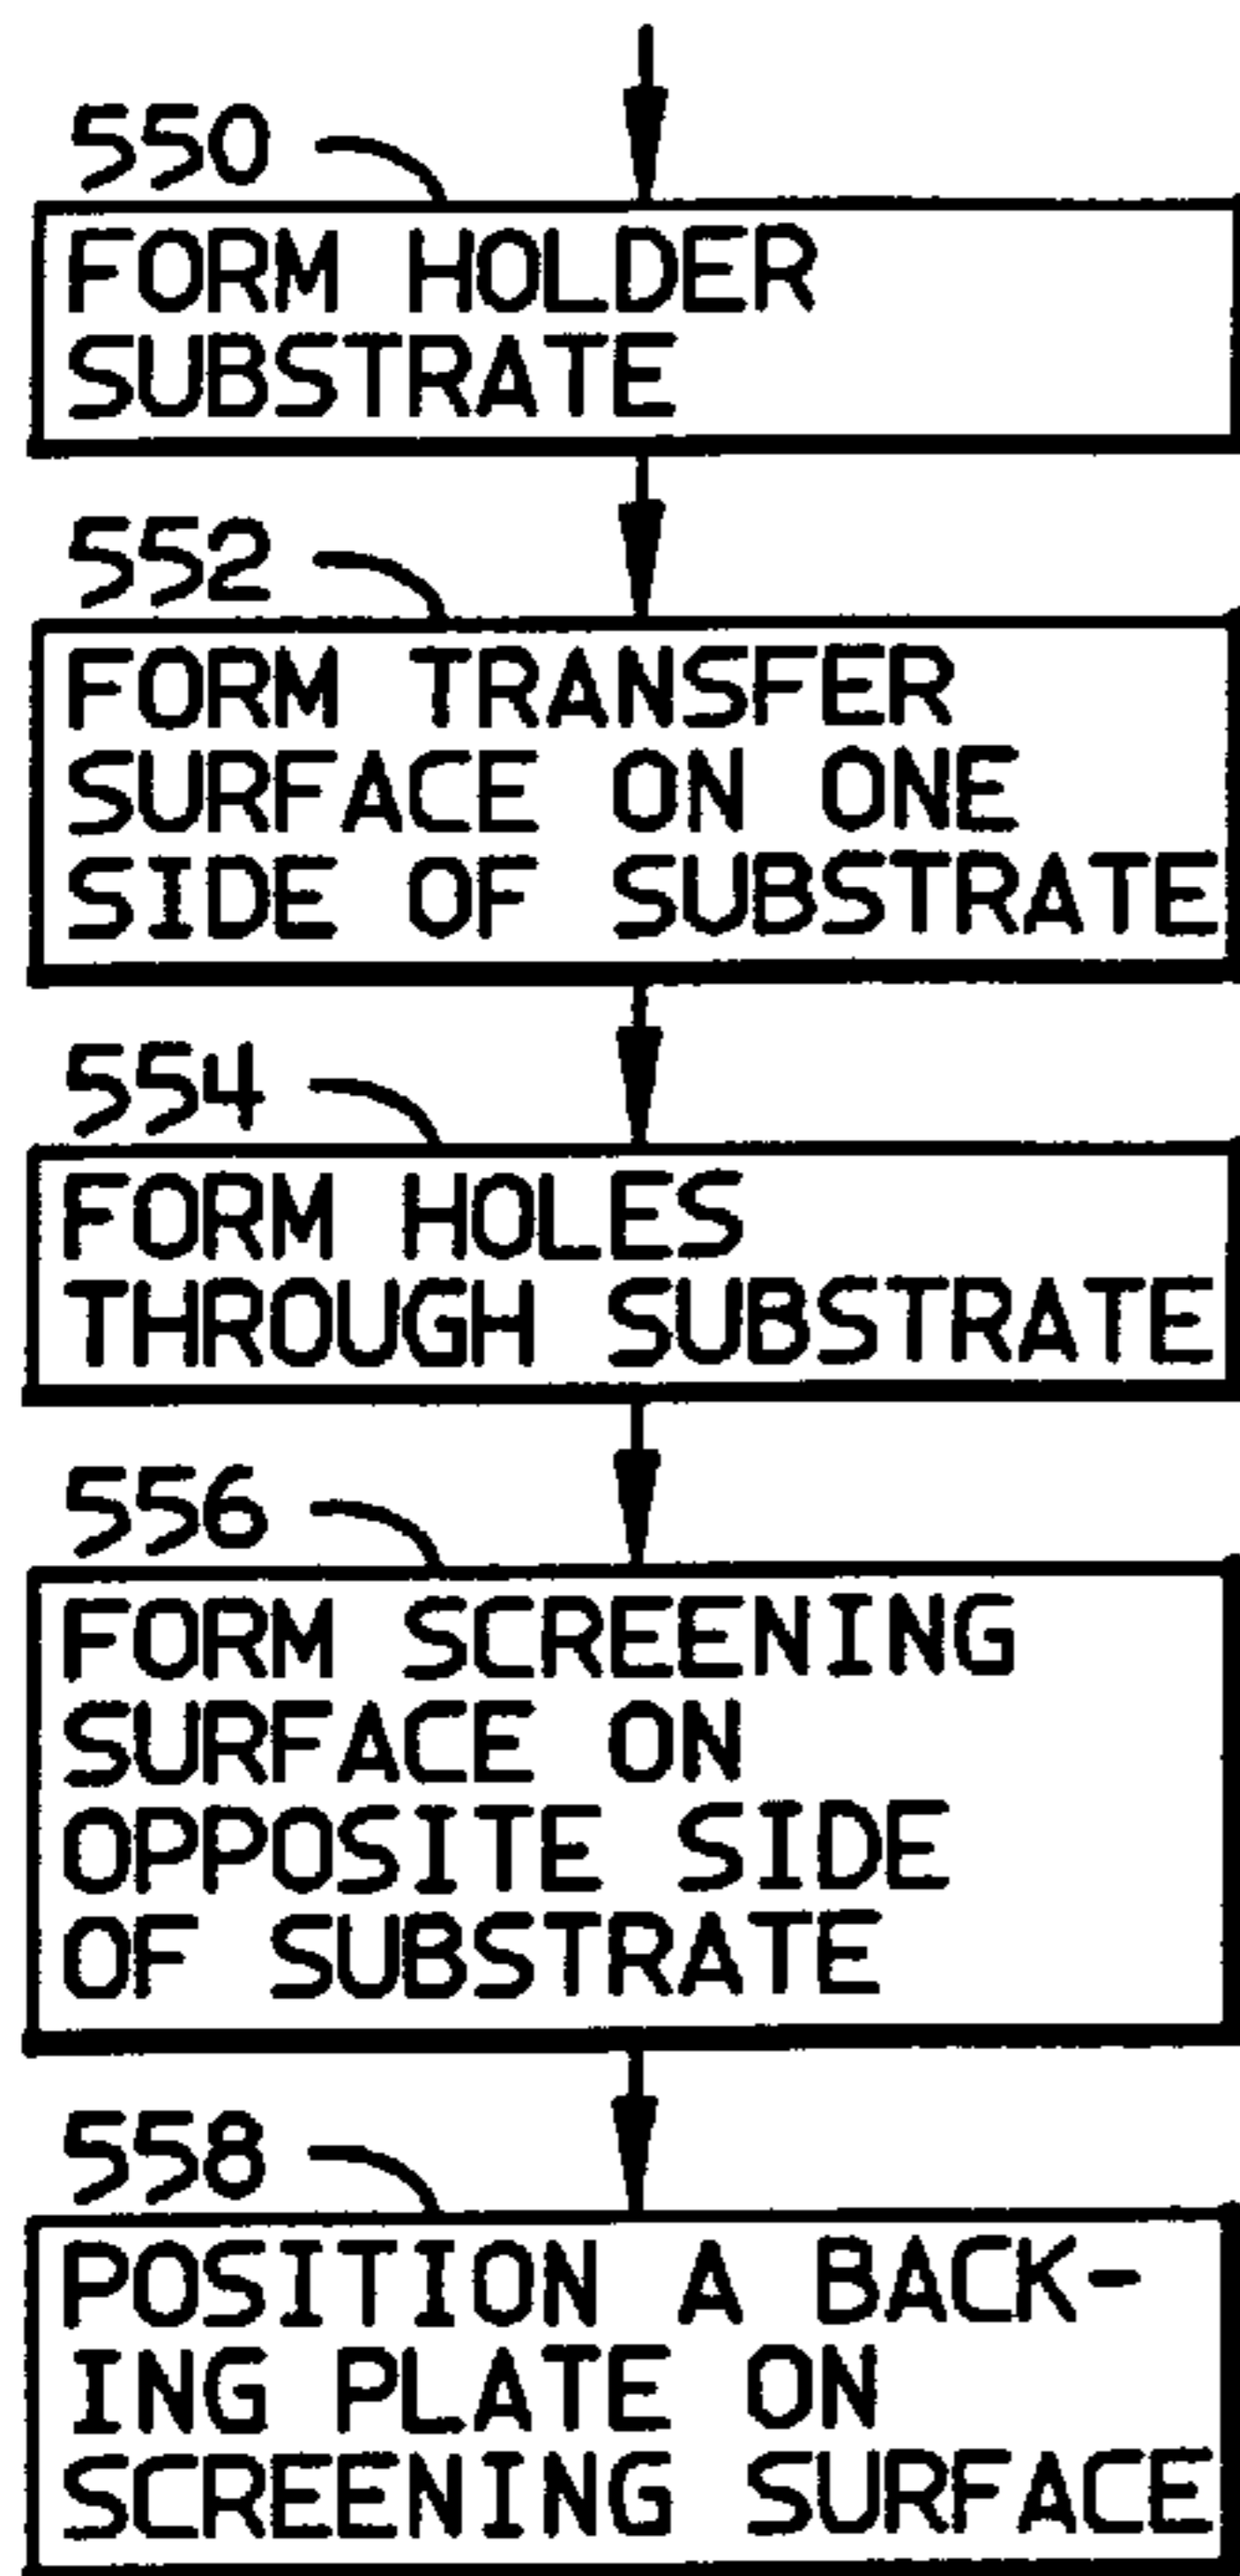 550
FORM HOLDER
SUBSTRATE
552
FORM TRANSFER
SURFACE ON ONE
SIDE OF SUBSTRATE
554
FORM HOLES
THROUGH SUBSTRATE
556
FORM SCREENING
SURFACE ON
OPPOSITE SIDE
OF SUBSTRATE
558
POSITION A BACK-
ING PLATE ON
SCREENING SURFACE